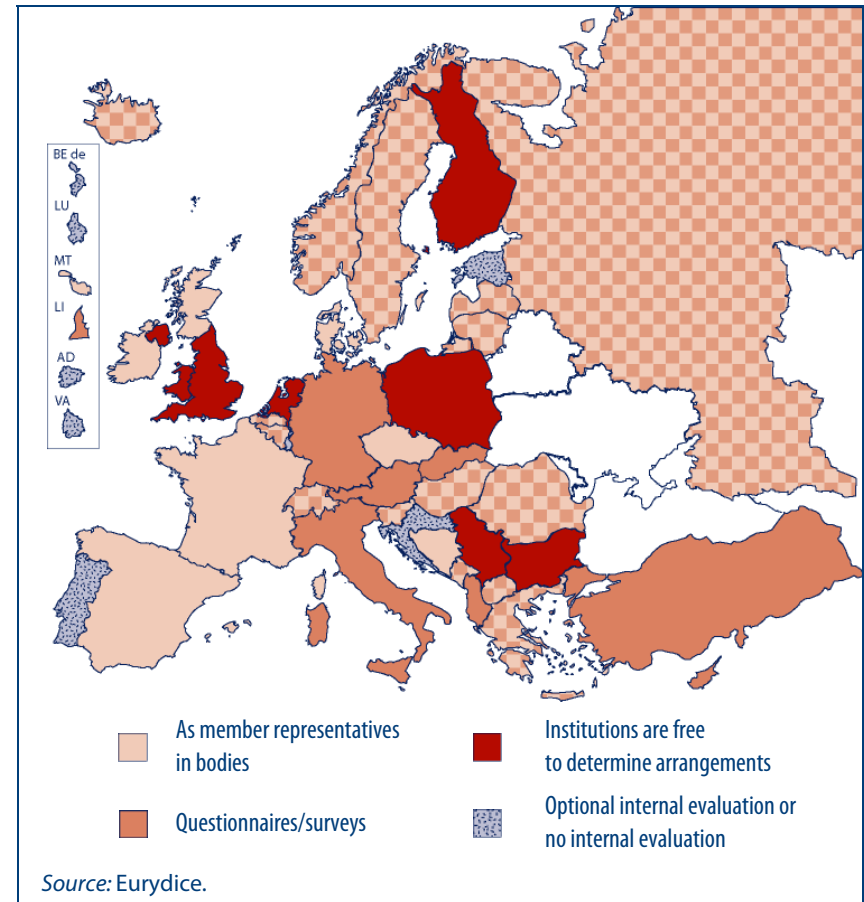 BE de
LU
MT
LI
AD
VA
As member representatives
in bodies
Institutions are free
to determine arrangements
Questionnaires/surveys
Optional internal evaluation or
no internal evaluation
Source: Eurydice.